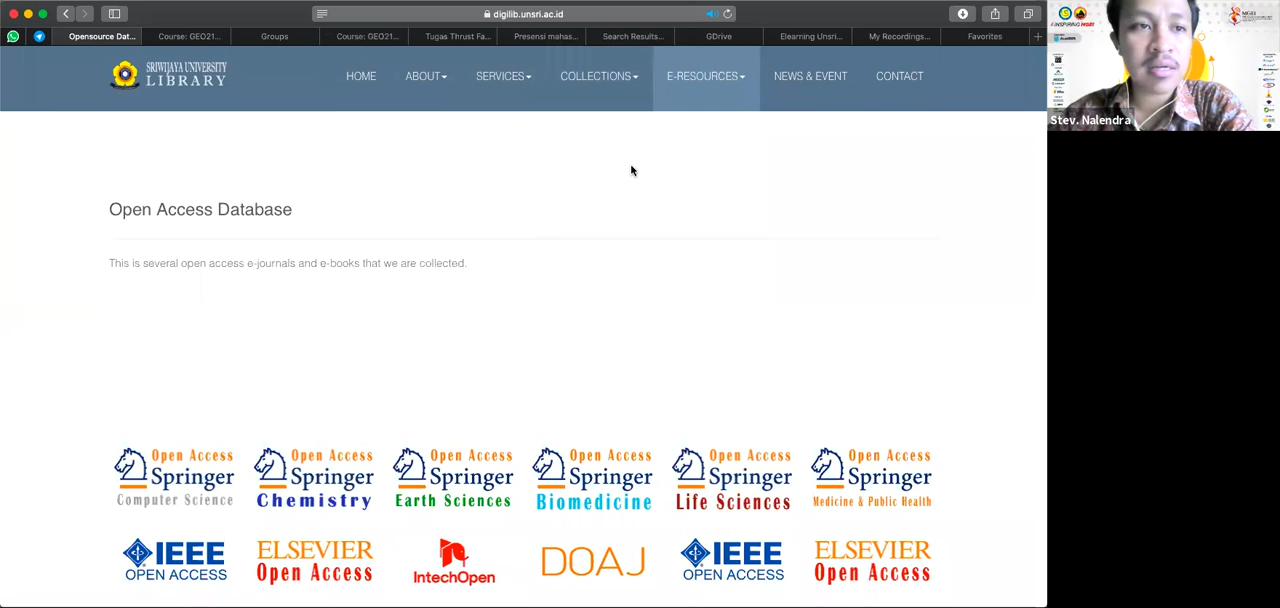 digilib.unsri.ac.id
Opensource Dat...
Course: GEO21...
Groups
Course: GEO21...
Tugas Thrust Fa...
Presensi mahas...
Search Results...
GDrive
Elearning Unsri...
My Recordings...
Favorites
SRIWIJAYA UNIVERSITY
LIBRARY
HOME
ABOUT
SERVICES
COLLECTIONS
E-RESOURCES
NEWS & EVENT
CONTACT
Stev. Nalendra
Open Access Database
This is several open access e-journals and e-books that we are collected.
Open Access
Springer
Computer Science
Open Access
Springer
Chemistry
Open Access
Springer
Earth Sciences
Open Access
Springer
Biomedicine
Open Access
Springer
Life Sciences
Open Access
Springer
Medicine & Public Health
IEEE
OPEN ACCESS
ELSEVIER
Open Access
IntechOpen
DOAJ
IEEE
OPEN ACCESS
ELSEVIER
Open Access